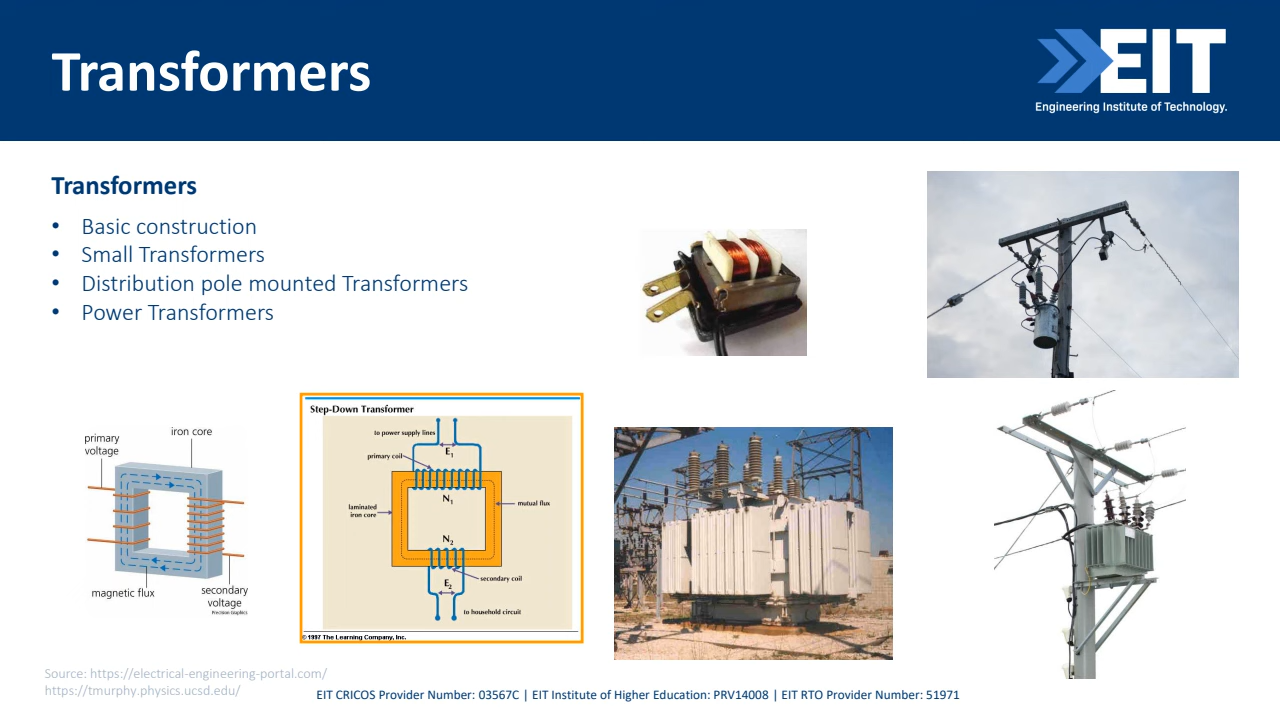 Transformers
EIT
Engineering Institute of Technology.
Transformers
• Basic construction
• Small Transformers
• Distribution pole mounted Transformers
• Power Transformers
primary
voltage
iron core
magnetic flux
secondary
voltage
Precision Graphics
Step-Down Transformer
to power supply lines
E1
primary coil
N1
laminated
iron core
mutual flux
N2
secondary coil
E2
to household circuit
© 1997 The Learning Company, Inc.
Source: https://electrical-engineering-portal.com/
https://tmurphy.physics.ucsd.edu/
EIT CRICOS Provider Number: 03567C | EIT Institute of Higher Education: PRV14008 | EIT RTO Provider Number: 51971